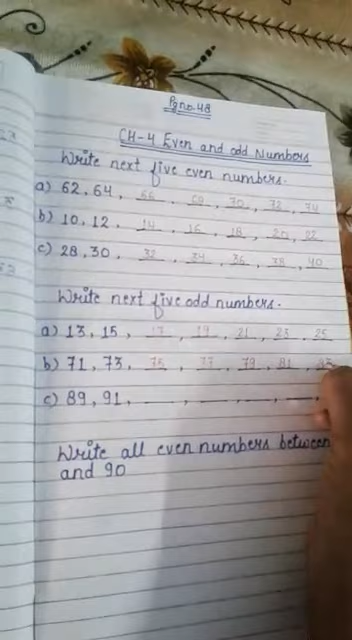 Pg no. 48
CH-4 Even and odd Numbers
Write next five even numbers.
a) 62, 64, 66, 68, 70, 72, 74
b) 10, 12, 14, 16, 18, 20, 22
c) 28, 30, 32, 34, 36, 38, 40
Write next five odd numbers.
a) 13, 15, 17, 19, 21, 23, 25
b) 71, 73, 75, 77, 79, 81, 83
c) 89, 91,
Write all even numbers between
and 90